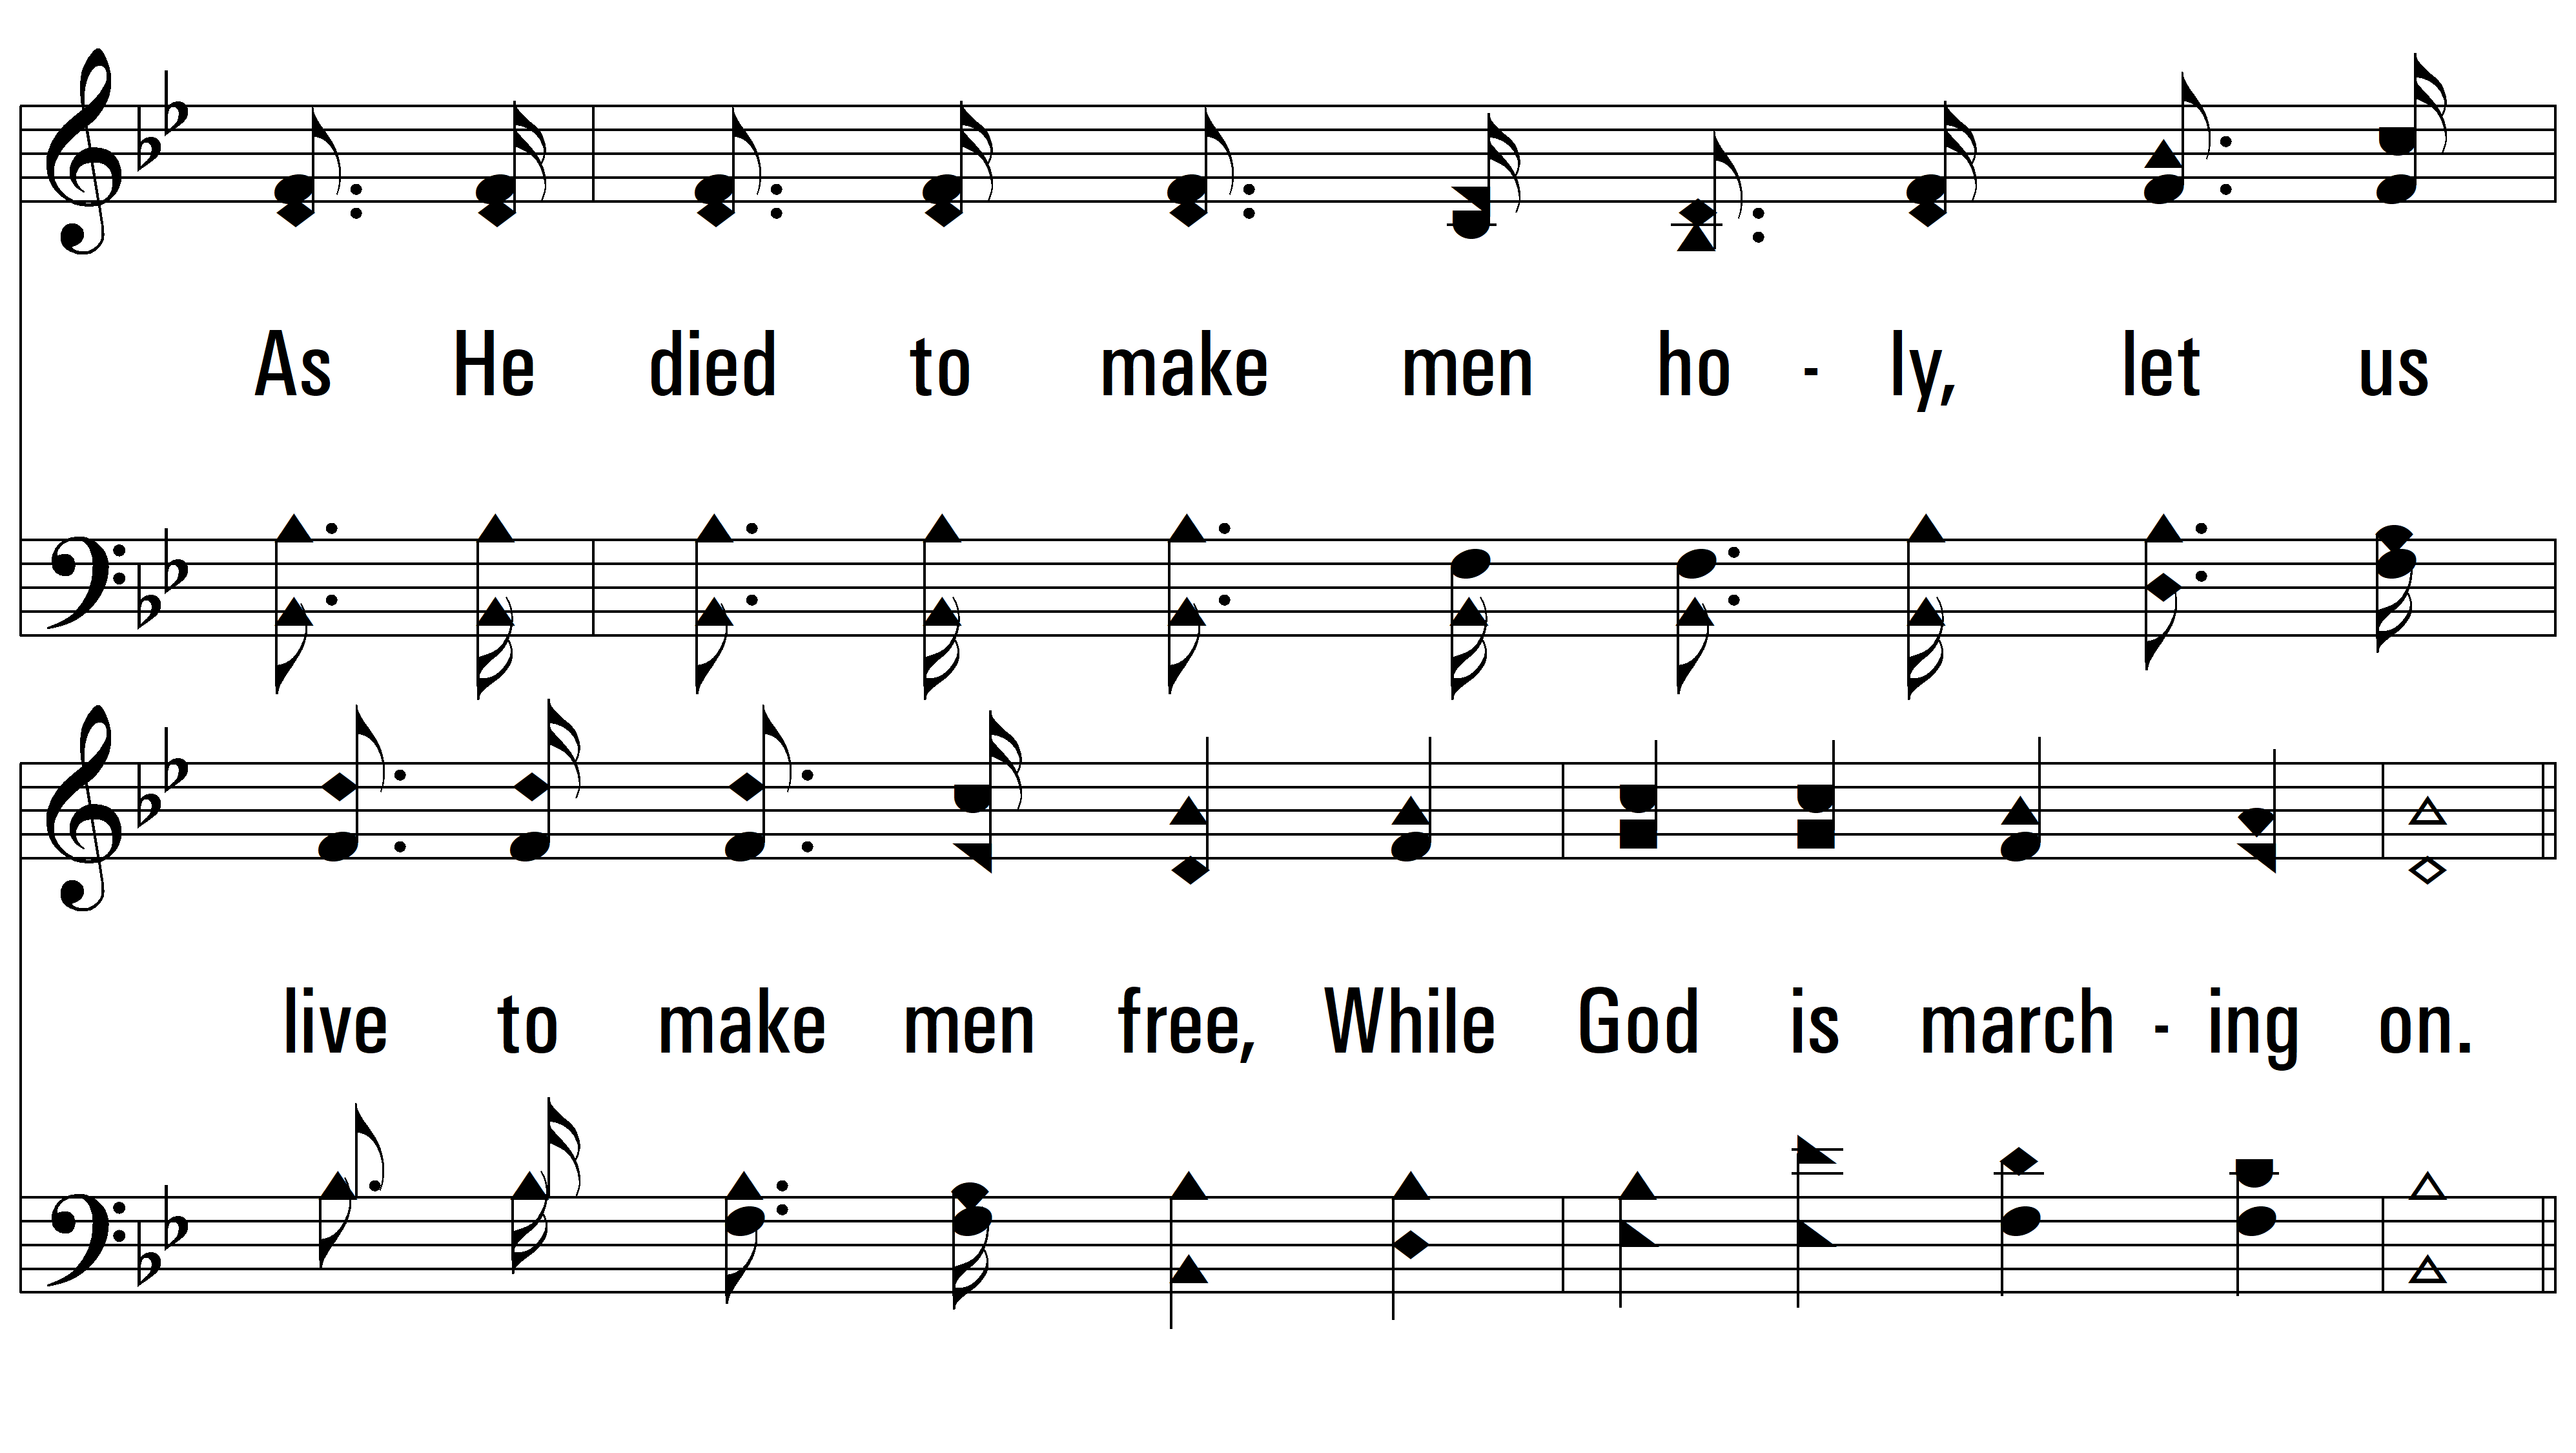 As He died to make men ho - ly, let us
live to make men free, While God is march - ing on.